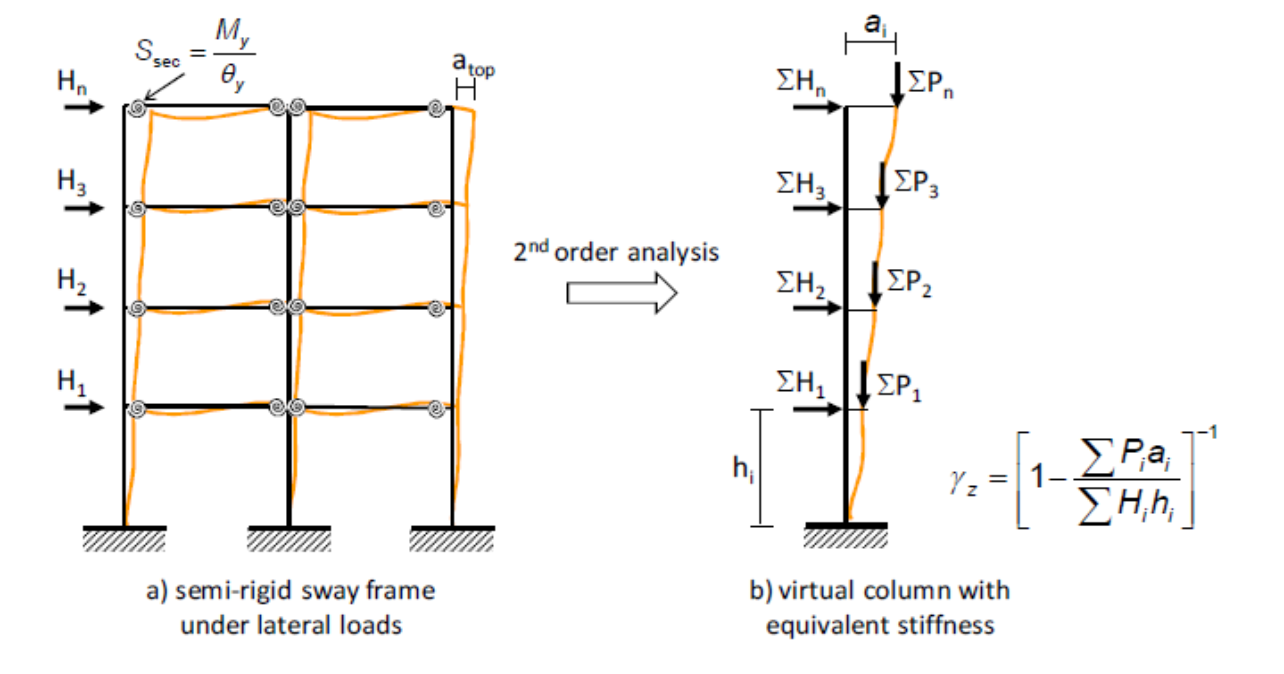 S_sec = M_y / θ_y
a_top
H_n
H_3
H_2
H_1
2^nd order analysis
a_i
ΣH_n
ΣP_n
ΣH_3
ΣP_3
ΣH_2
ΣP_2
ΣH_1
ΣP_1
h_i
γ_z = [1 − ∑P_i a_i / ∑H_i h_i]^−1
a) semi-rigid sway frame
under lateral loads
b) virtual column with
equivalent stiffness